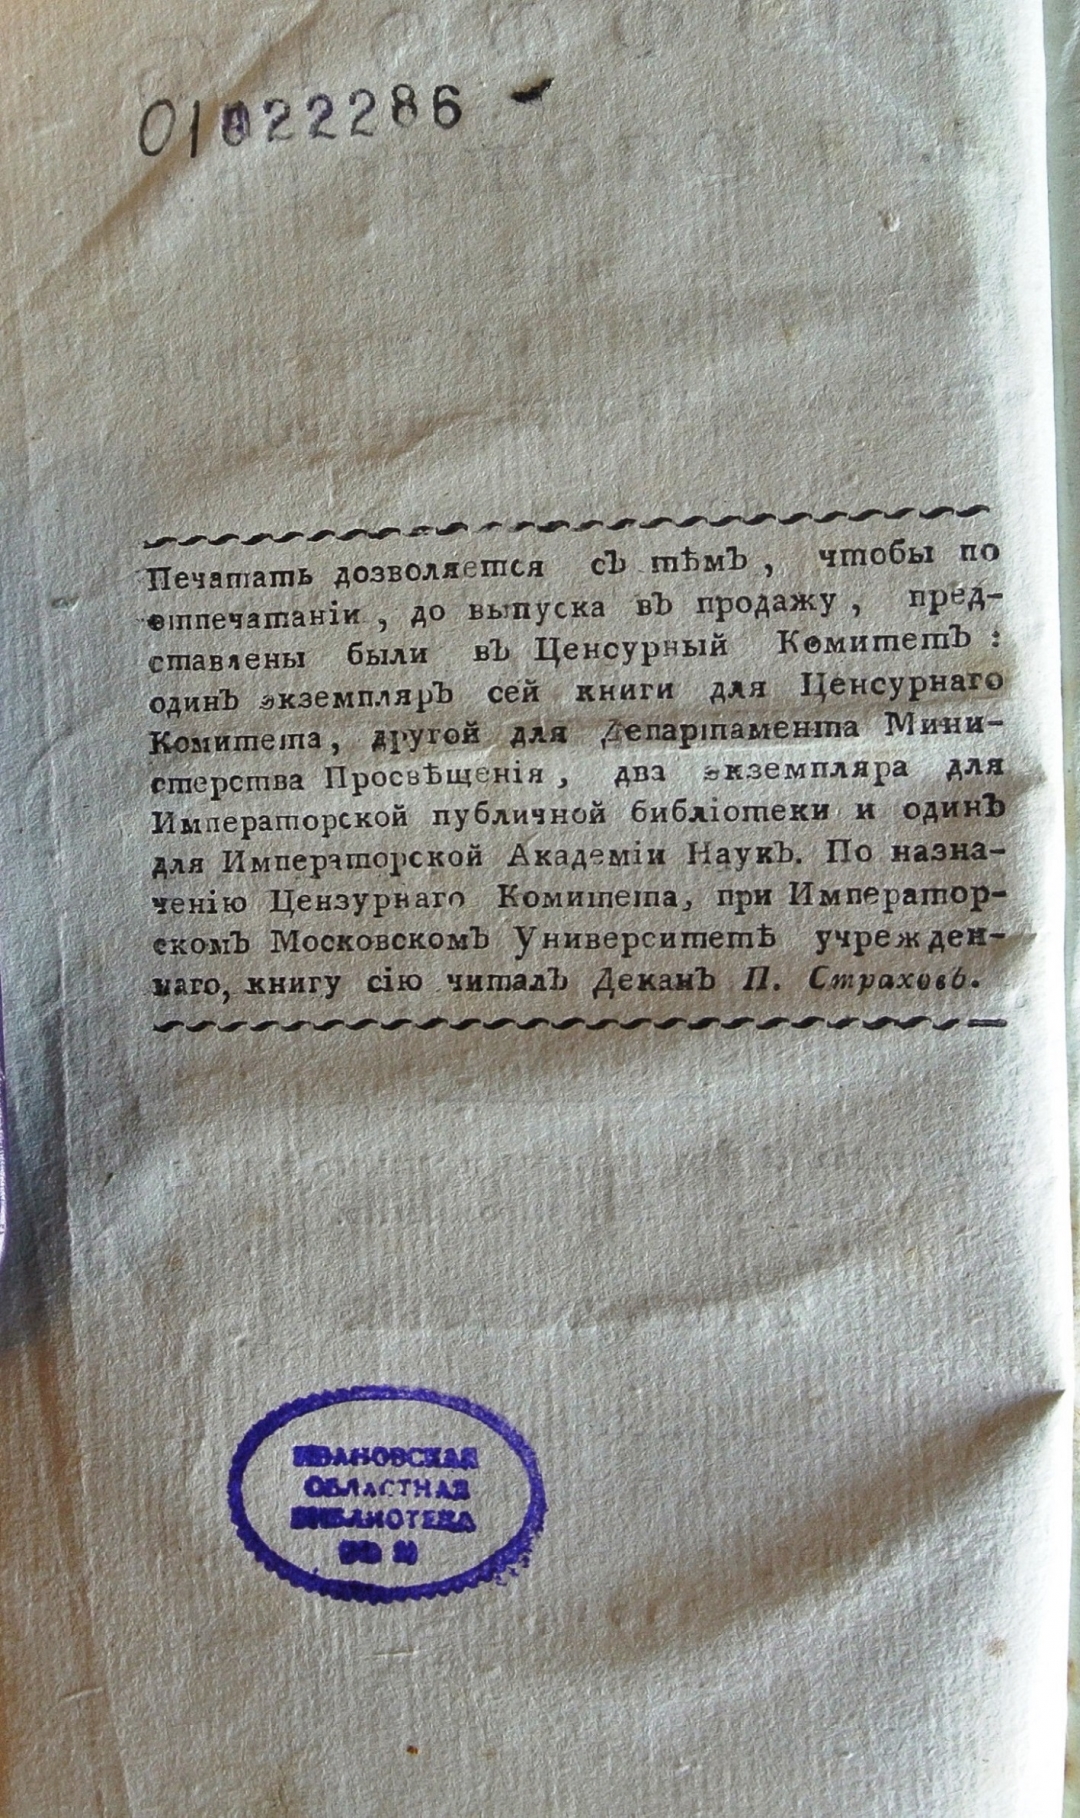 01022286 -
Печатать дозволяется съ тѣмъ, чтобы по
отпечатаніи, до выпуска въ продажу, пред-
ставлены были въ Ценсурный Комитетъ:
одинъ экземпляръ сей книги для Ценсурнаго
Комитета, другой для Департамента Мини-
стерства Просвѣщенія, два экземпляра для
Императорской публичной библіотеки и одинъ
для Императорской Академіи Наукъ. По назна-
ченію Цензурнаго Комитета, при Император-
скомъ Московскомъ Университетѣ учрежден-
наго, книгу сію читалъ Деканъ П. Страховъ.
ИВАНОВСКАЯ
ОБЛАСТНАЯ
БИБЛИОТЕКА